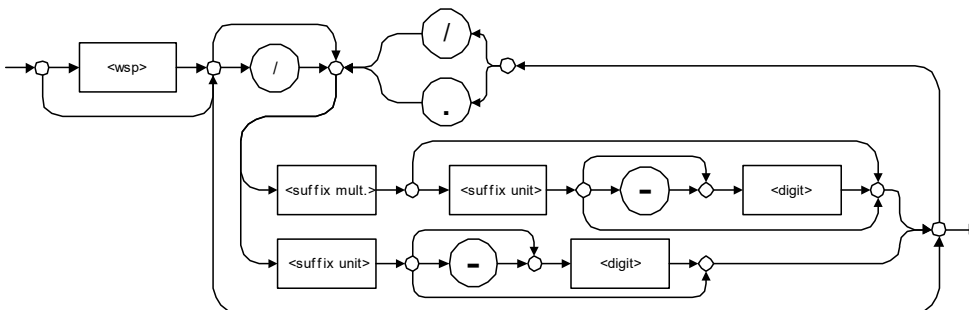 /
<wsp>
/
.
<suffix mult.>
<suffix unit>
-
<digit>
<suffix unit>
-
<digit>